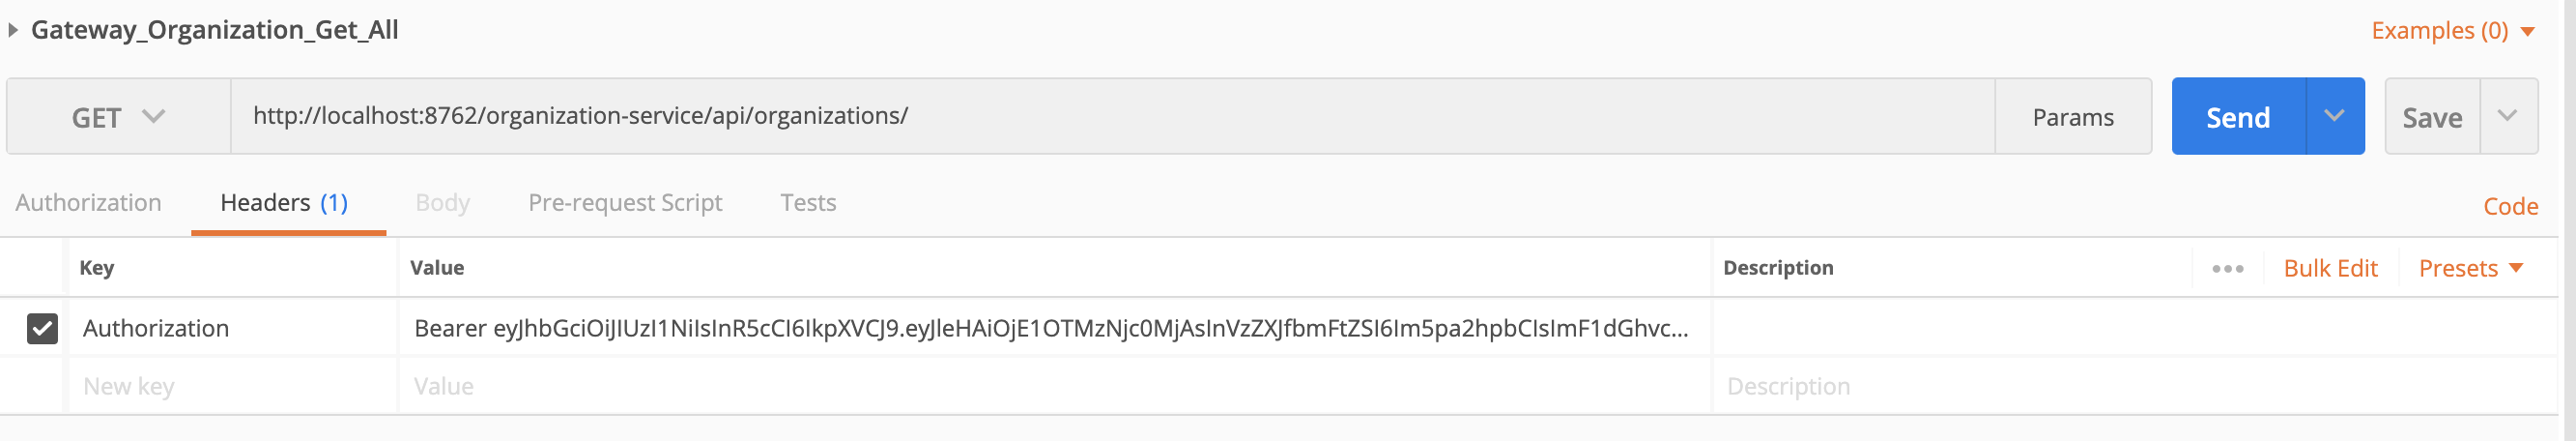 Gateway_Organization_Get_All
Examples (0)
GET
http://localhost:8762/organization-service/api/organizations/
Params
Send
Save
Authorization Headers (1) Body Pre-request Script Tests Code
Key Value Description Bulk Edit Presets
Authorization Bearer eyJhbGciOiJIUzI1NiIsInR5cCI6IkpXVCJ9.eyJleHAiOjE1OTMzNjc0MjAsInVzZXJfbmFtZSI6Im5pa2hpbCIsImF1dGhvc...
New key Value Description